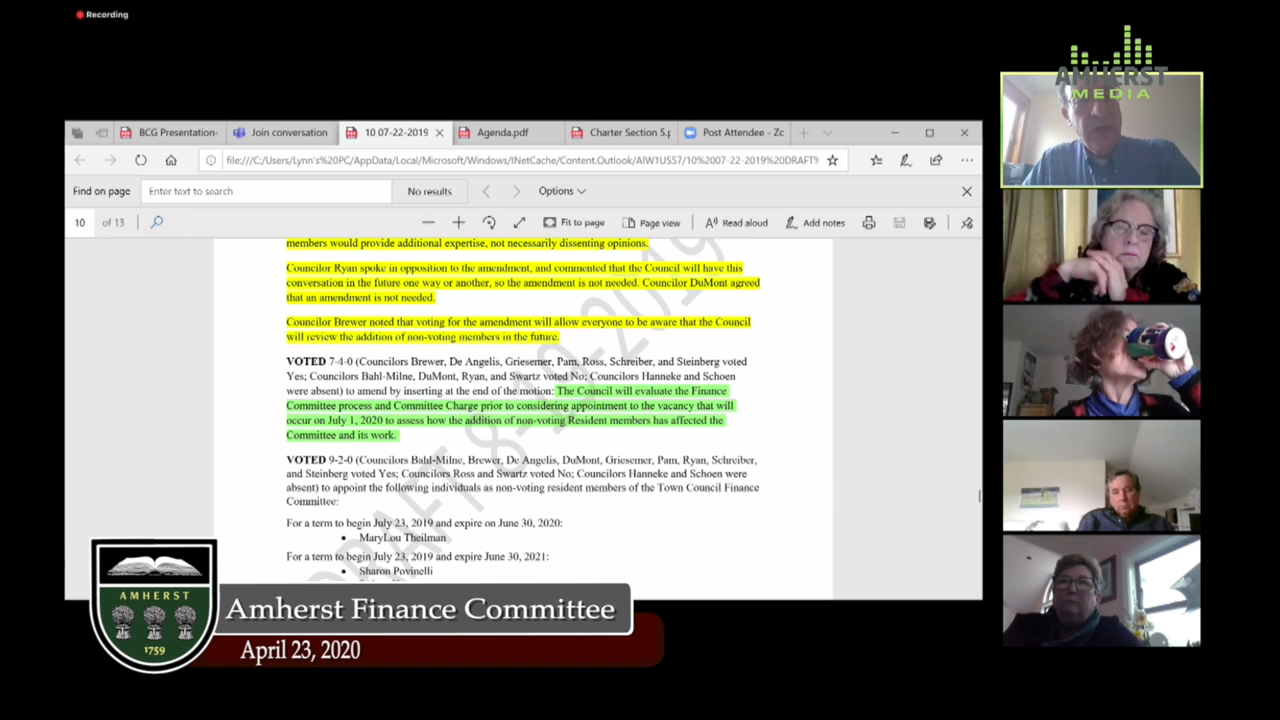 Recording
AMHERST
MEDIA
BCG Presentation-
Join conversation
10 07-22-2019
Agenda.pdf
Charter Section 5.p
Post Attendee - Zc
file:///C:/Users/Lynn's%20PC/AppData/Local/Microsoft/Windows/INetCache/Content.Outlook/AIW1US57/10%2007-22-2019%20DRAFT%
Find on page
Enter text to search
No results
Options
10 of 13
Fit to page
Page view
Read aloud
Add notes
members would provide additional expertise, not necessarily dissenting opinions.
Councilor Ryan spoke in opposition to the amendment, and commented that the Council will have this
conversation in the future one way or another, so the amendment is not needed. Councilor DuMont agreed
that an amendment is not needed.
Councilor Brewer noted that voting for the amendment will allow everyone to be aware that the Council
will review the addition of non-voting members in the future.
VOTED 7-4-0 (Councilors Brewer, De Angelis, Griesemer, Pam, Ross, Schreiber, and Steinberg voted
Yes; Councilors Bahl-Milne, DuMont, Ryan, and Swartz voted No; Councilors Hanneke and Schoen
were absent) to amend by inserting at the end of the motion: The Council will evaluate the Finance
Committee process and Committee Charge prior to considering appointment to the vacancy that will
occur on July 1, 2020 to assess how the addition of non-voting Resident members has affected the
Committee and its work.
VOTED 9-2-0 (Councilors Bahl-Milne, Brewer, De Angelis, DuMont, Griesemer, Pam, Ryan, Schreiber,
and Steinberg voted Yes; Councilors Ross and Swartz voted No; Councilors Hanneke and Schoen were
absent) to appoint the following individuals as non-voting resident members of the Town Council Finance
Committee:
For a term to begin July 23, 2019 and expire on June 30, 2020:
• MaryLou Theilman
For a term to begin July 23, 2019 and expire June 30, 2021:
• Sharon Povinelli
DRAFT 8-19-2019
AMHERST
1759
Amherst Finance Committee
April 23, 2020